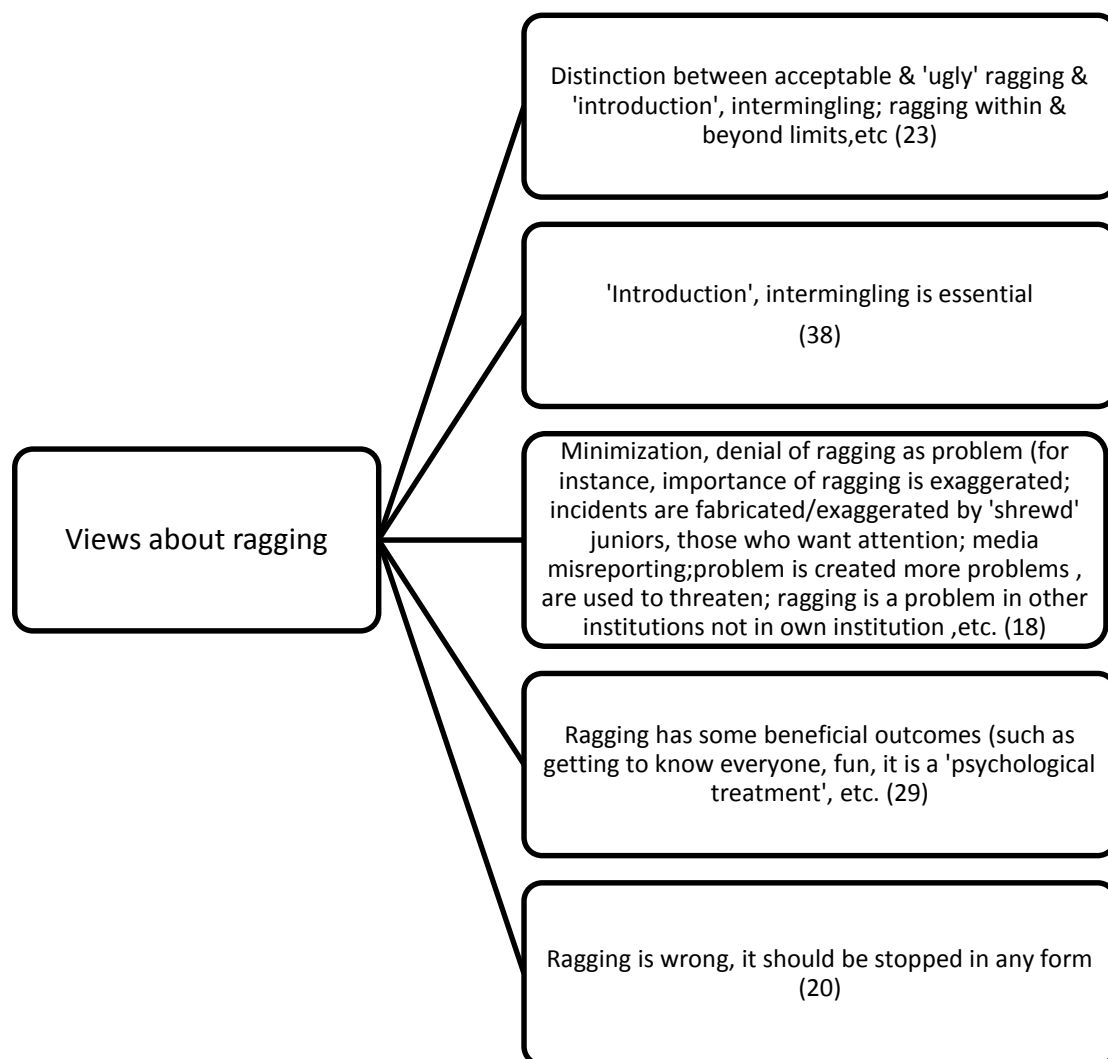 Distinction between acceptable & 'ugly' ragging &
'introduction', intermingling; ragging within &
beyond limits,etc (23)
'Introduction', intermingling is essential
(38)
Views about ragging
Minimization, denial of ragging as problem (for
instance, importance of ragging is exaggerated;
incidents are fabricated/exaggerated by 'shrewd'
juniors, those who want attention; media
misreporting;problem is created more problems ,
are used to threaten; ragging is a problem in other
institutions not in own institution ,etc. (18)
Ragging has some beneficial outcomes (such as
getting to know everyone, fun, it is a 'psychological
treatment', etc. (29)
Ragging is wrong, it should be stopped in any form
(20)